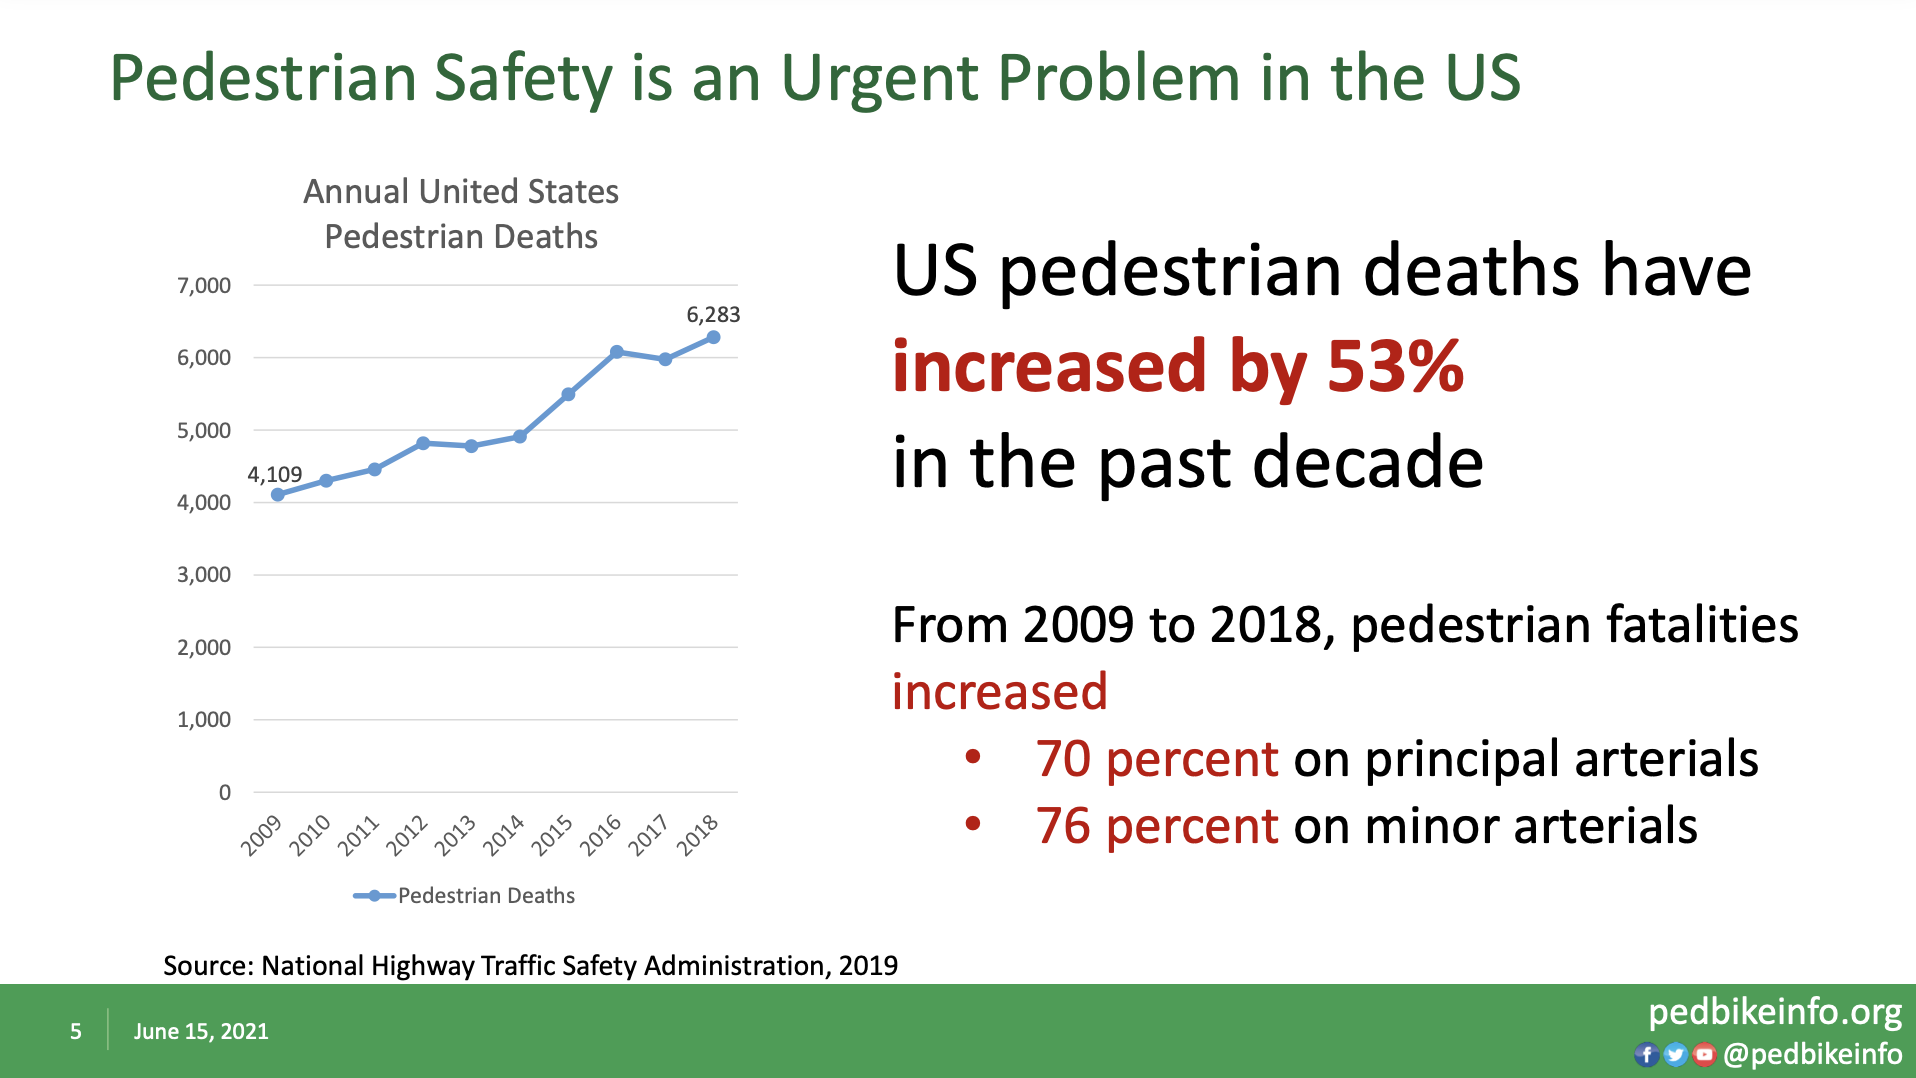 Pedestrian Safety is an Urgent Problem in the US
Annual United States
Pedestrian Deaths
7,000
6,000
5,000
4,000
3,000
2,000
1,000
0
4,109
6,283
2009
2010
2011
2012
2013
2014
2015
2016
2017
2018
Pedestrian Deaths
Source: National Highway Traffic Safety Administration, 2019
US pedestrian deaths have
increased by 53%
in the past decade
From 2009 to 2018, pedestrian fatalities
increased
• 70 percent on principal arterials
• 76 percent on minor arterials
5
June 15, 2021
pedbikeinfo.org
@pedbikeinfo